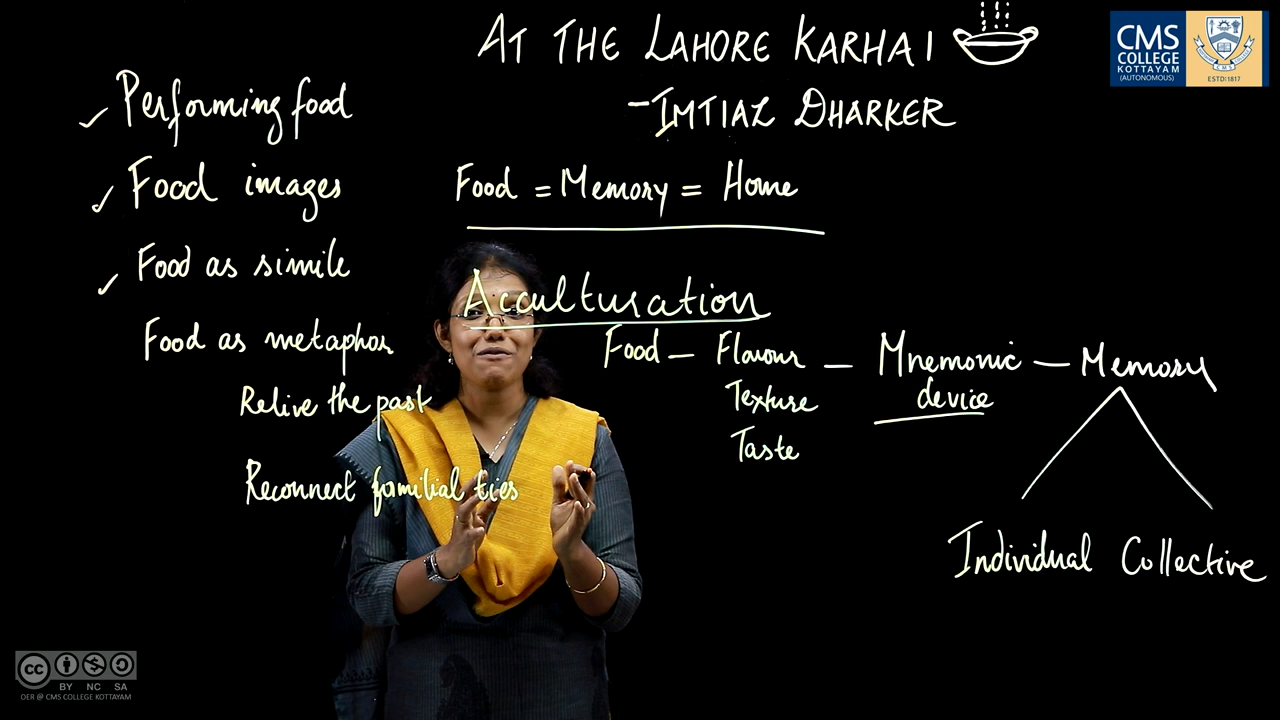 AT THE LAHORE KARHAI
- IMTIAZ DHARKER
Performing food
Food images
Food as simile
Food as metaphor
Relive the past
Reconnect familial ties
Food = Memory = Home
Acculturation
Food – Flavour – Mnemonic – Memory
Texture device
Taste
Individual Collective
CMS
COLLEGE
KOTTAYAM
(AUTONOMOUS)
ESTD:1817
cc
BY NC SA
OER @ CMS COLLEGE KOTTAYAM